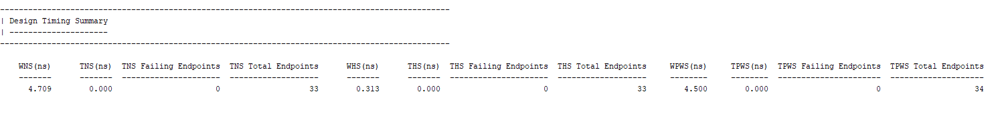 ------------------------------------------------------------------------------------------------
| Design Timing Summary
| ---------------------
------------------------------------------------------------------------------------------------
WNS(ns)      TNS(ns)  TNS Failing Endpoints  TNS Total Endpoints      WHS(ns)      THS(ns)  THS Failing Endpoints  THS Total Endpoints     WPWS(ns)     TPWS(ns)  TPWS Failing Endpoints  TPWS Total Endpoints
-------      -------  ---------------------  -------------------      -------      -------  ---------------------  -------------------     --------     --------  ----------------------  --------------------
4.709        0.000                      0                   33        0.313        0.000                      0                   33        4.500        0.000                       0                    34